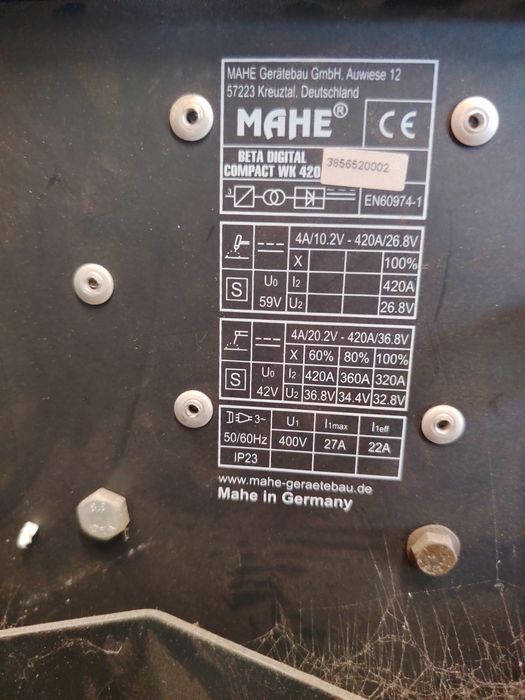 MAHE Gerätebau GmbH. Auwiese 12
57223 Kreuztal. Deutschland
MAHE® CE
BETA DIGITAL
COMPACT WK 420 3856520002
3~ EN60974-1
4A/10.2V - 420A/26.8V
X 100%
S U0 I2 420A
59V U2 26.8V
4A/20.2V - 420A/36.8V
X 60% 80% 100%
S U0 I2 420A 360A 320A
42V U2 36.8V 34.4V 32.8V
3~ U1 I1max I1eff
50/60Hz 400V 27A 22A
IP23
www.mahe-geraetebau.de
Mahe in Germany